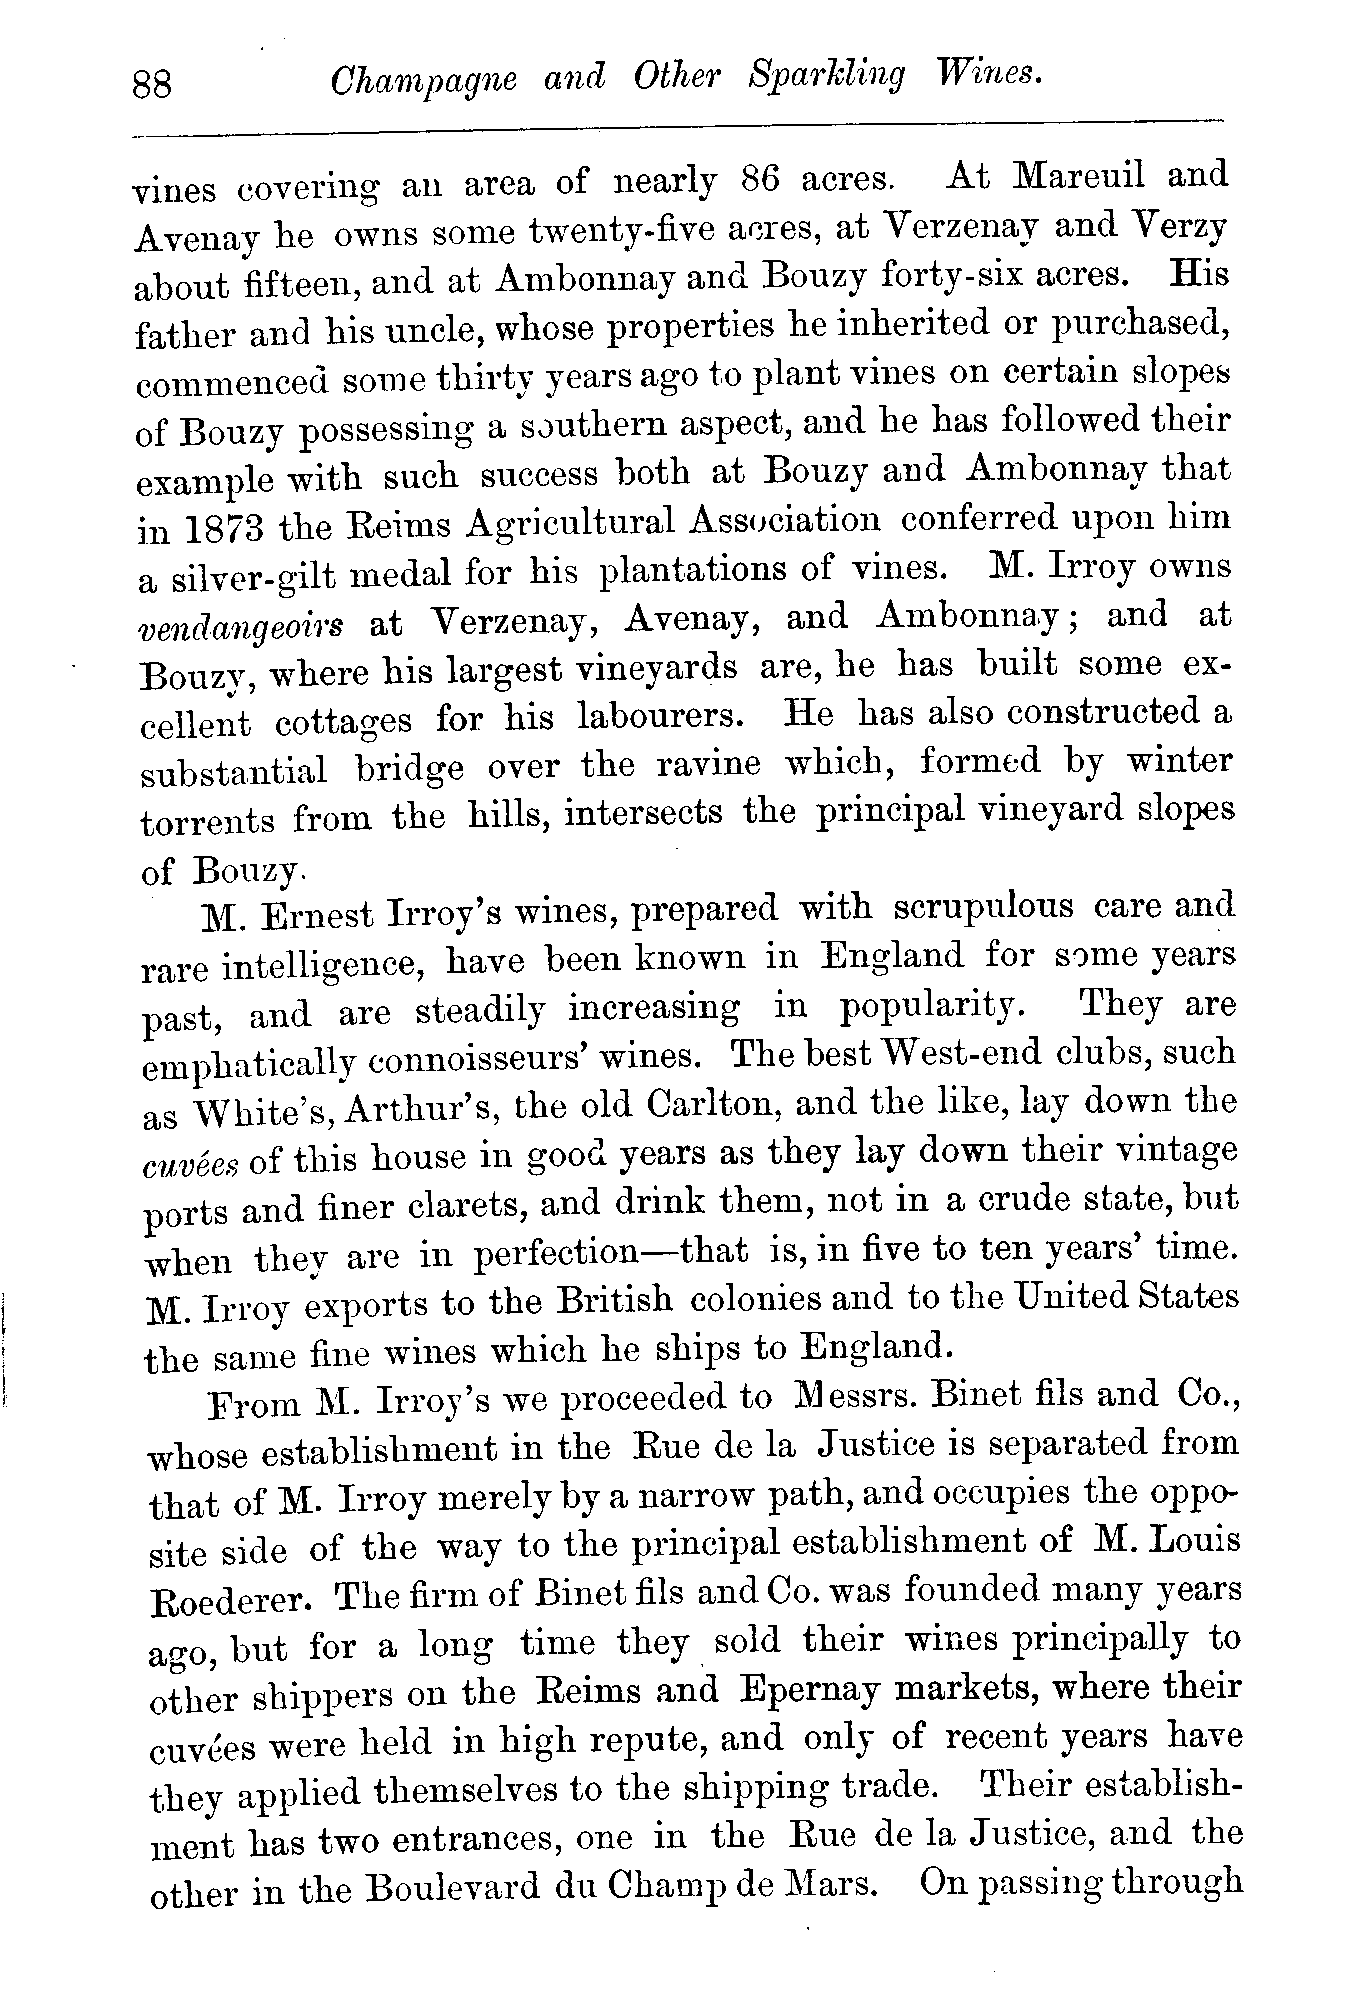 88 Champagne and Other Sparkling Wines.
vines covering an area of nearly 86 acres. At Mareuil and
Avenay he owns some twenty-five acres, at Verzenay and Verzy
about fifteen, and at Ambonnay and Bouzy forty-six acres. His
father and his uncle, whose properties he inherited or purchased,
commenced some thirty years ago to plant vines on certain slopes
of Bouzy possessing a southern aspect, and he has followed their
example with such success both at Bouzy and Ambonnay that
in 1873 the Reims Agricultural Association conferred upon him
a silver-gilt medal for his plantations of vines. M. Irroy owns
vendangeoirs at Verzenay, Avenay, and Ambonnay; and at
Bouzy, where his largest vineyards are, he has built some ex-
cellent cottages for his labourers. He has also constructed a
substantial bridge over the ravine which, formed by winter
torrents from the hills, intersects the principal vineyard slopes
of Bouzy.
M. Ernest Irroy's wines, prepared with scrupulous care and
rare intelligence, have been known in England for some years
past, and are steadily increasing in popularity. They are
emphatically connoisseurs' wines. The best West-end clubs, such
as White's, Arthur's, the old Carlton, and the like, lay down the
cuvées of this house in good years as they lay down their vintage
ports and finer clarets, and drink them, not in a crude state, but
when they are in perfection—that is, in five to ten years' time.
M. Irroy exports to the British colonies and to the United States
the same fine wines which he ships to England.
From M. Irroy's we proceeded to Messrs. Binet fils and Co.,
whose establishment in the Rue de la Justice is separated from
that of M. Irroy merely by a narrow path, and occupies the oppo-
site side of the way to the principal establishment of M. Louis
Roederer. The firm of Binet fils and Co. was founded many years
ago, but for a long time they sold their wines principally to
other shippers on the Reims and Epernay markets, where their
cuvées were held in high repute, and only of recent years have
they applied themselves to the shipping trade. Their establish-
ment has two entrances, one in the Rue de la Justice, and the
other in the Boulevard du Champ de Mars. On passing through